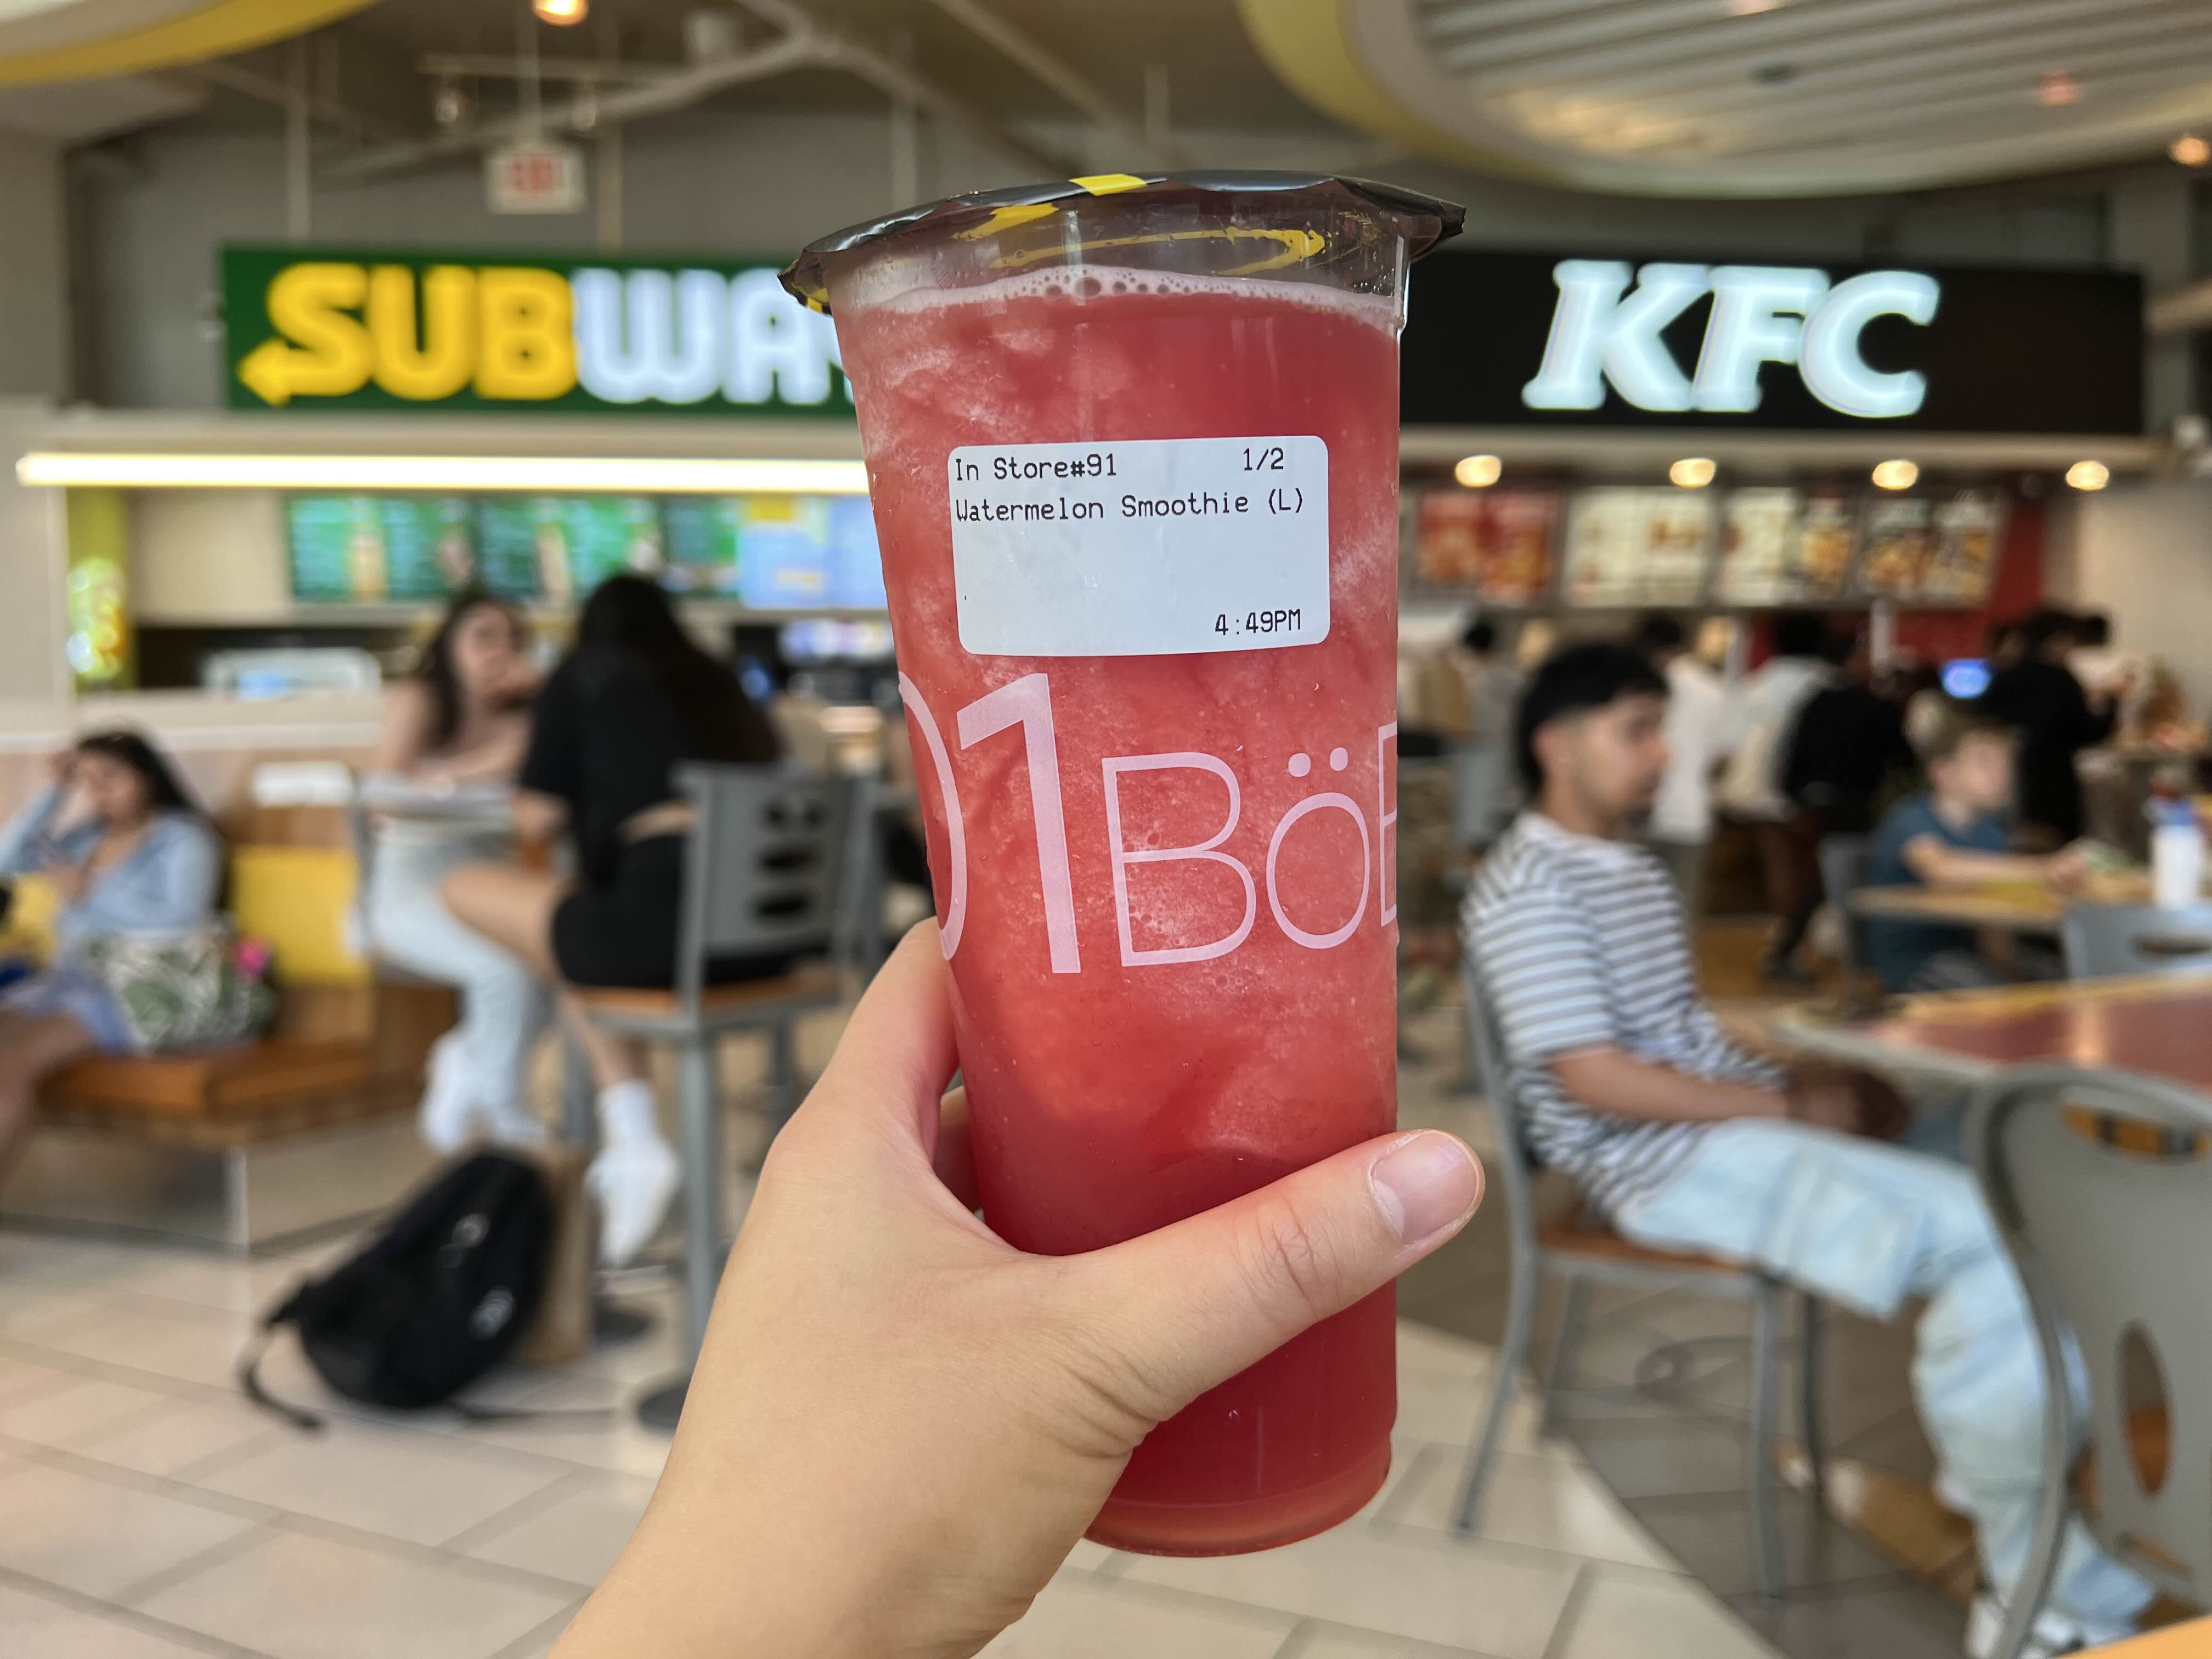 SUBWA
KFC
In Store#91 1/2
Watermelon Smoothie (L)
4:49PM
01BöB